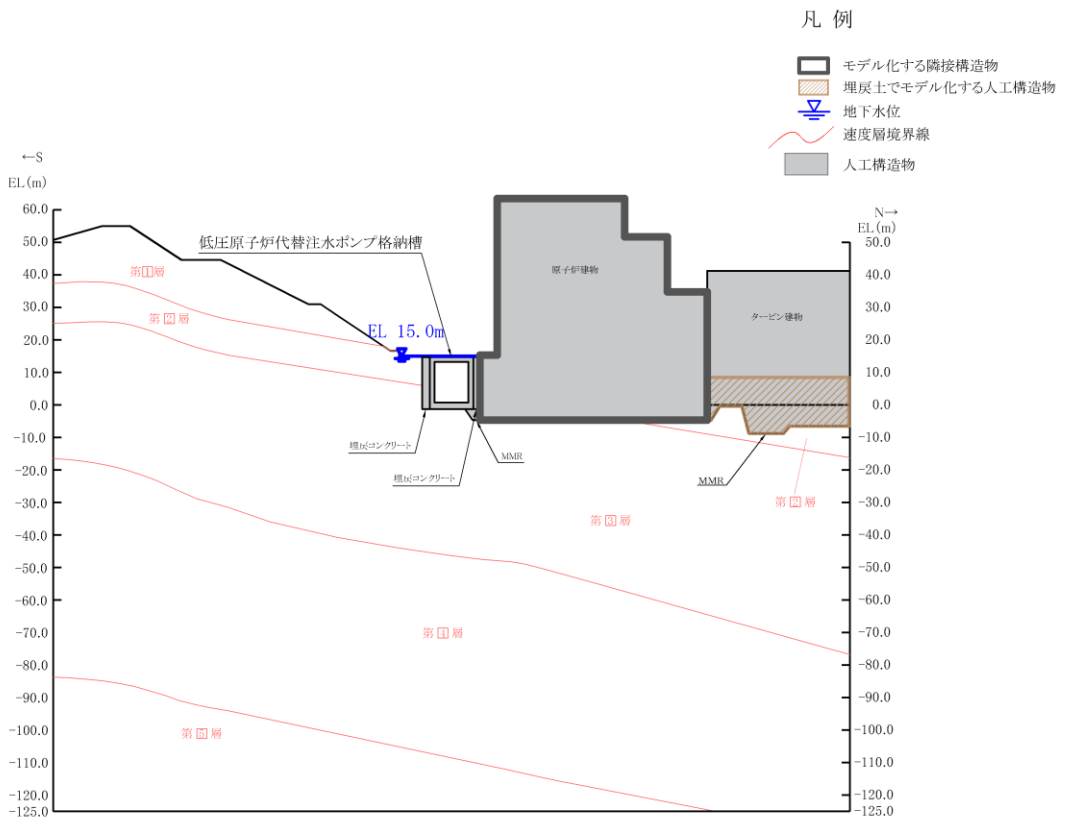 凡 例
モデル化する隣接構造物
埋戻土でモデル化する人工構造物
地下水位
速度層境界線
人工構造物
←S
EL(m)
N→
EL(m)
60.0
50.0
40.0
30.0
20.0
10.0
0.0
-10.0
-20.0
-30.0
-40.0
-50.0
-60.0
-70.0
-80.0
-90.0
-100.0
-110.0
-120.0
-125.0
50.0
40.0
30.0
20.0
10.0
0.0
-10.0
-20.0
-30.0
-40.0
-50.0
-60.0
-70.0
-80.0
-90.0
-100.0
-110.0
-120.0
-125.0
低圧原子炉代替注水ポンプ格納槽
原子炉建物
タービン建物
EL 15.0m
第1層
第2層
埋戻コンクリート
埋戻コンクリート
MMR
MMR
第2層
第3層
第4層
第5層